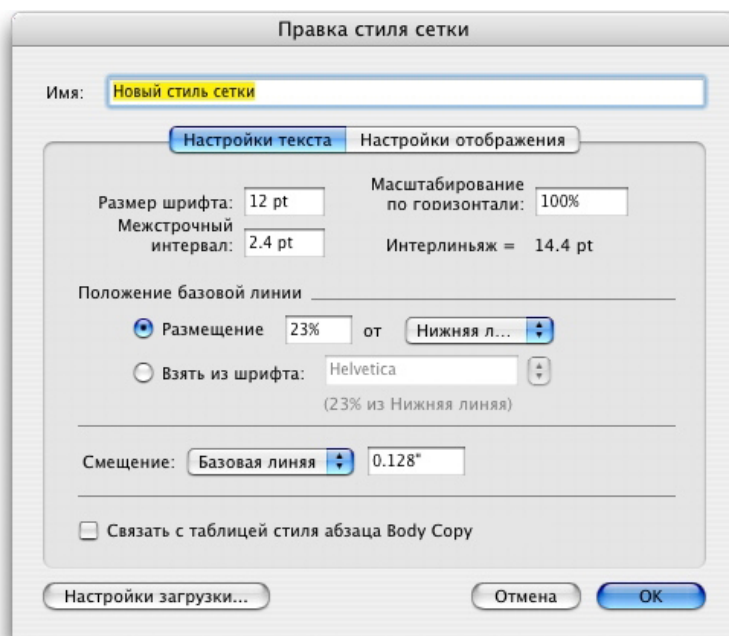 Правка стиля сетки
Имя: Новый стиль сетки
Настройки текста Настройки отображения
Размер шрифта: 12 pt
Масштабирование
по горизонтали: 100%
Межстрочный
интервал: 2.4 pt
Интерлиньяж = 14.4 pt
Положение базовой линии
Размещение 23% от Нижняя л...
Взять из шрифта: Helvetica
(23% из Нижняя линяя)
Смещение: Базовая линяя 0.128"
Связать с таблицей стиля абзаца Body Copy
Настройки загрузки... Отмена OK